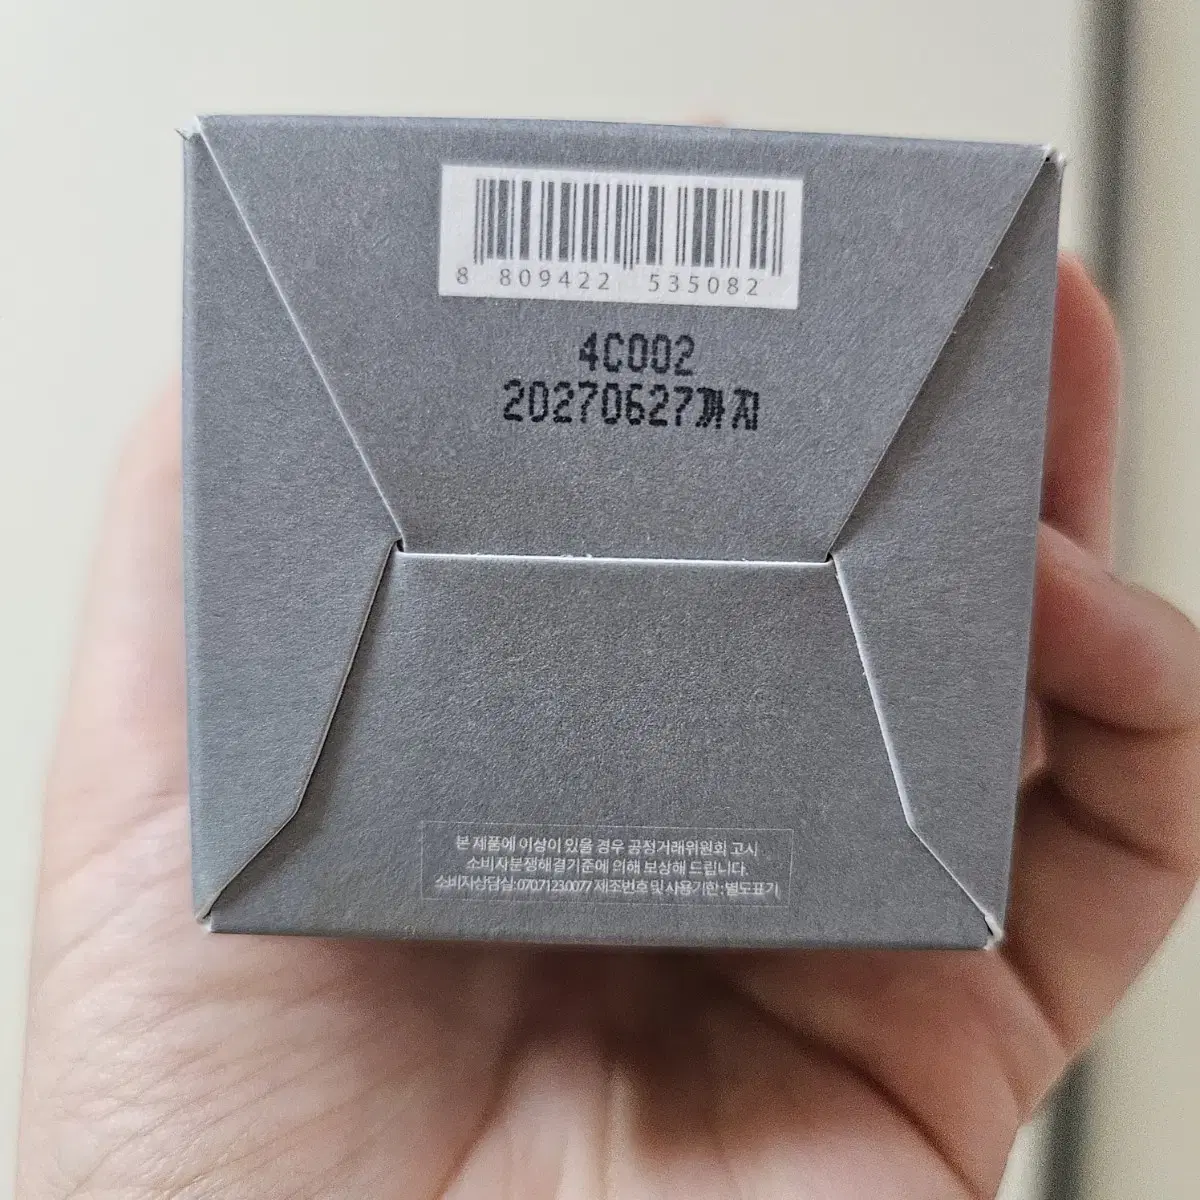 8 809422 535082
4C002
20270627까지
본 제품에 이상이 있을 경우 공정거래위원회 고시
소비자분쟁해결기준에 의해 보상해 드립니다.
소비자상담실:070.7123.0077 제조번호 및 사용기한:별도표기